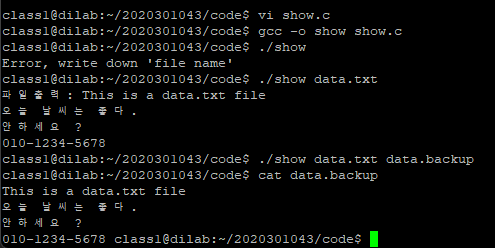 class1@dilab:~/2020301043/code$ vi show.c
class1@dilab:~/2020301043/code$ gcc -o show show.c
class1@dilab:~/2020301043/code$ ./show
Error, write down 'file name'
class1@dilab:~/2020301043/code$ ./show data.txt
파일출력 : This is a data.txt file
오늘 날씨는 좋다.
안하세요 ?
010-1234-5678
class1@dilab:~/2020301043/code$ ./show data.txt data.backup
class1@dilab:~/2020301043/code$ cat data.backup
This is a data.txt file
오늘 날씨는 좋다.
안하세요 ?
010-1234-5678 class1@dilab:~/2020301043/code$